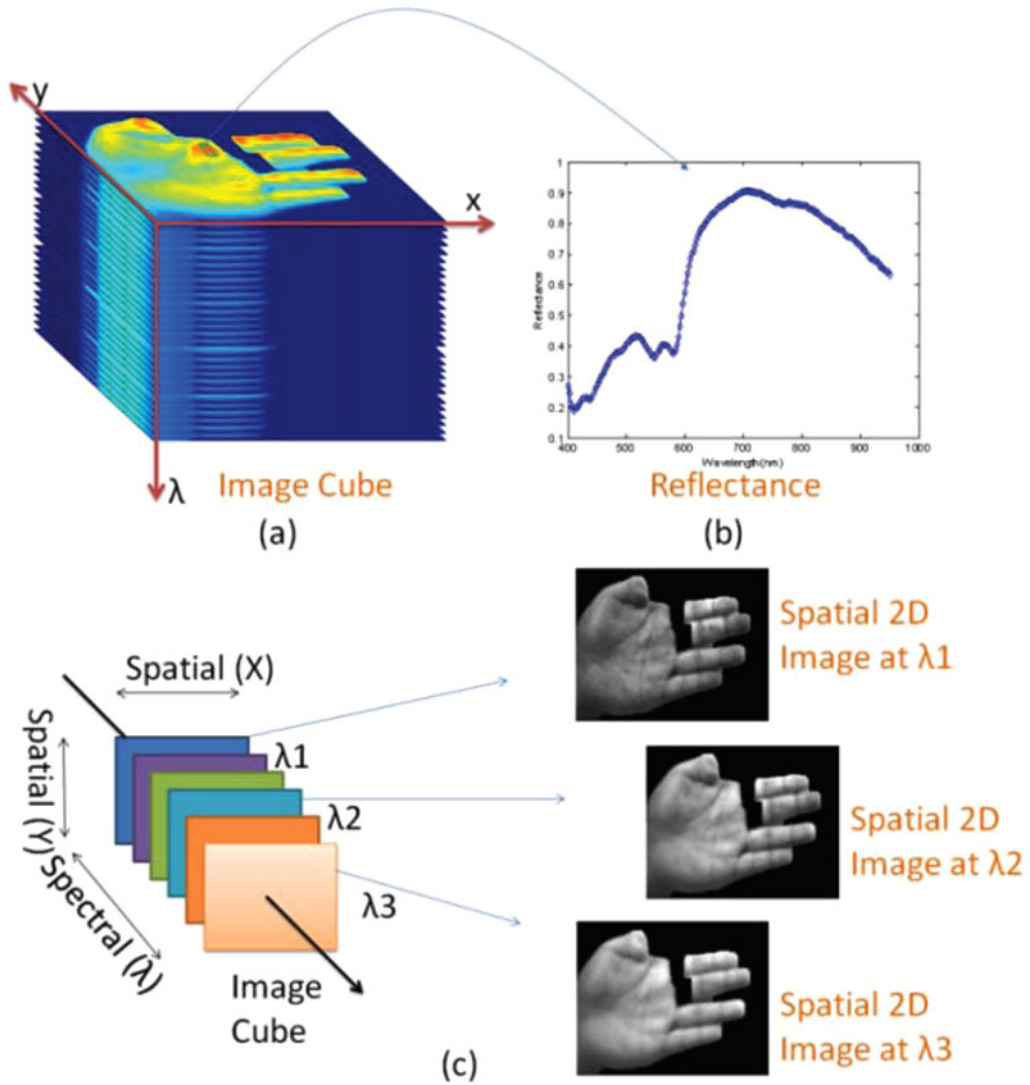 y
x
λ
Image Cube
(a)
1
0.9
0.8
0.7
0.6
0.5
0.4
0.3
0.2
0.1
Reflectance
400 500 600 700 800 900 1000
Wavelength(nm)
Reflectance
(b)
Spatial (X)
Spatial (Y)
Spectral (λ)
λ1
λ2
λ3
Image
Cube
Spatial 2D
Image at λ1
Spatial 2D
Image at λ2
Spatial 2D
Image at λ3
(c)